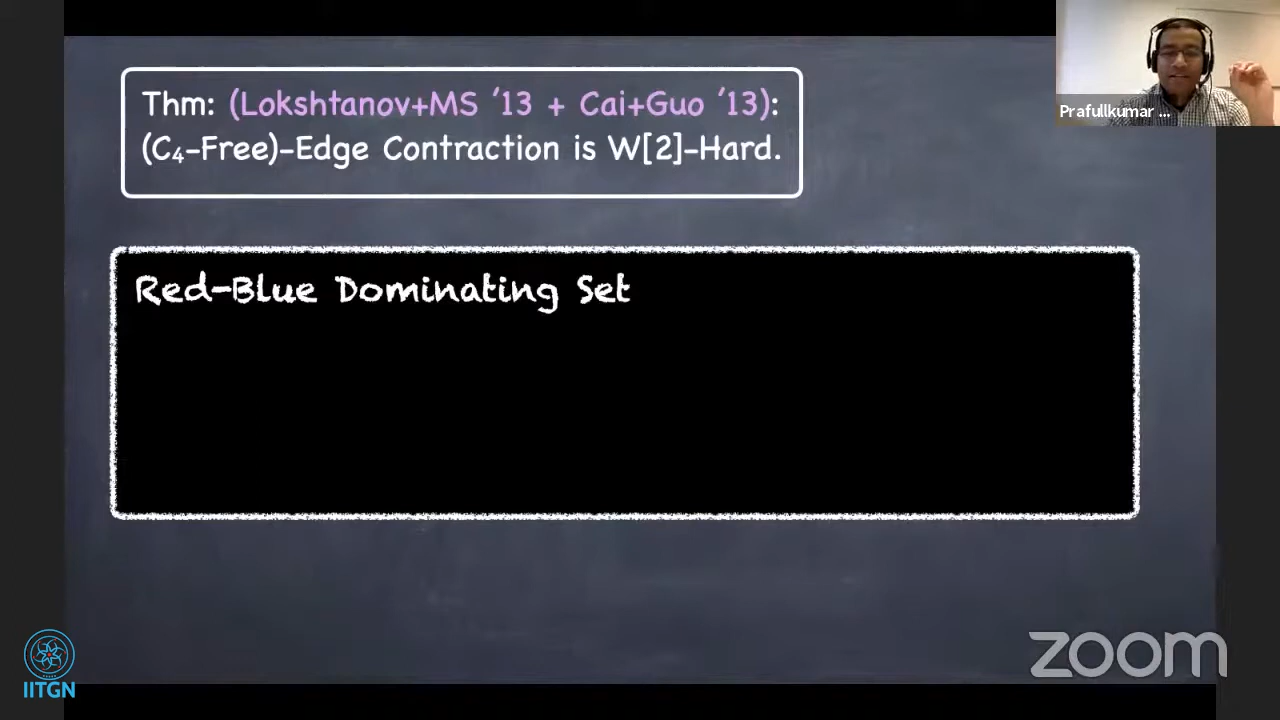 Thm: (Lokshtanov+MS '13 + Cai+Guo '13):
(C₄-Free)-Edge Contraction is W[2]-Hard.
Prafullkumar ...
Red-Blue Dominating Set
IITGN
zoom